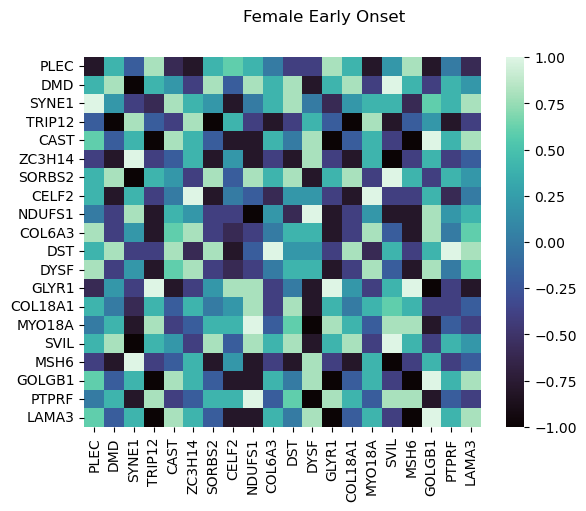 Female Early Onset
PLEC
DMD
SYNE1
TRIP12
CAST
ZC3H14
SORBS2
CELF2
NDUFS1
COL6A3
DST
DYSF
GLYR1
COL18A1
MYO18A
SVIL
MSH6
GOLGB1
PTPRF
LAMA3
PLEC
DMD
SYNE1
TRIP12
CAST
ZC3H14
SORBS2
CELF2
NDUFS1
COL6A3
DST
DYSF
GLYR1
COL18A1
MYO18A
SVIL
MSH6
GOLGB1
PTPRF
LAMA3
1.00
0.75
0.50
0.25
0.00
−0.25
−0.50
−0.75
−1.00